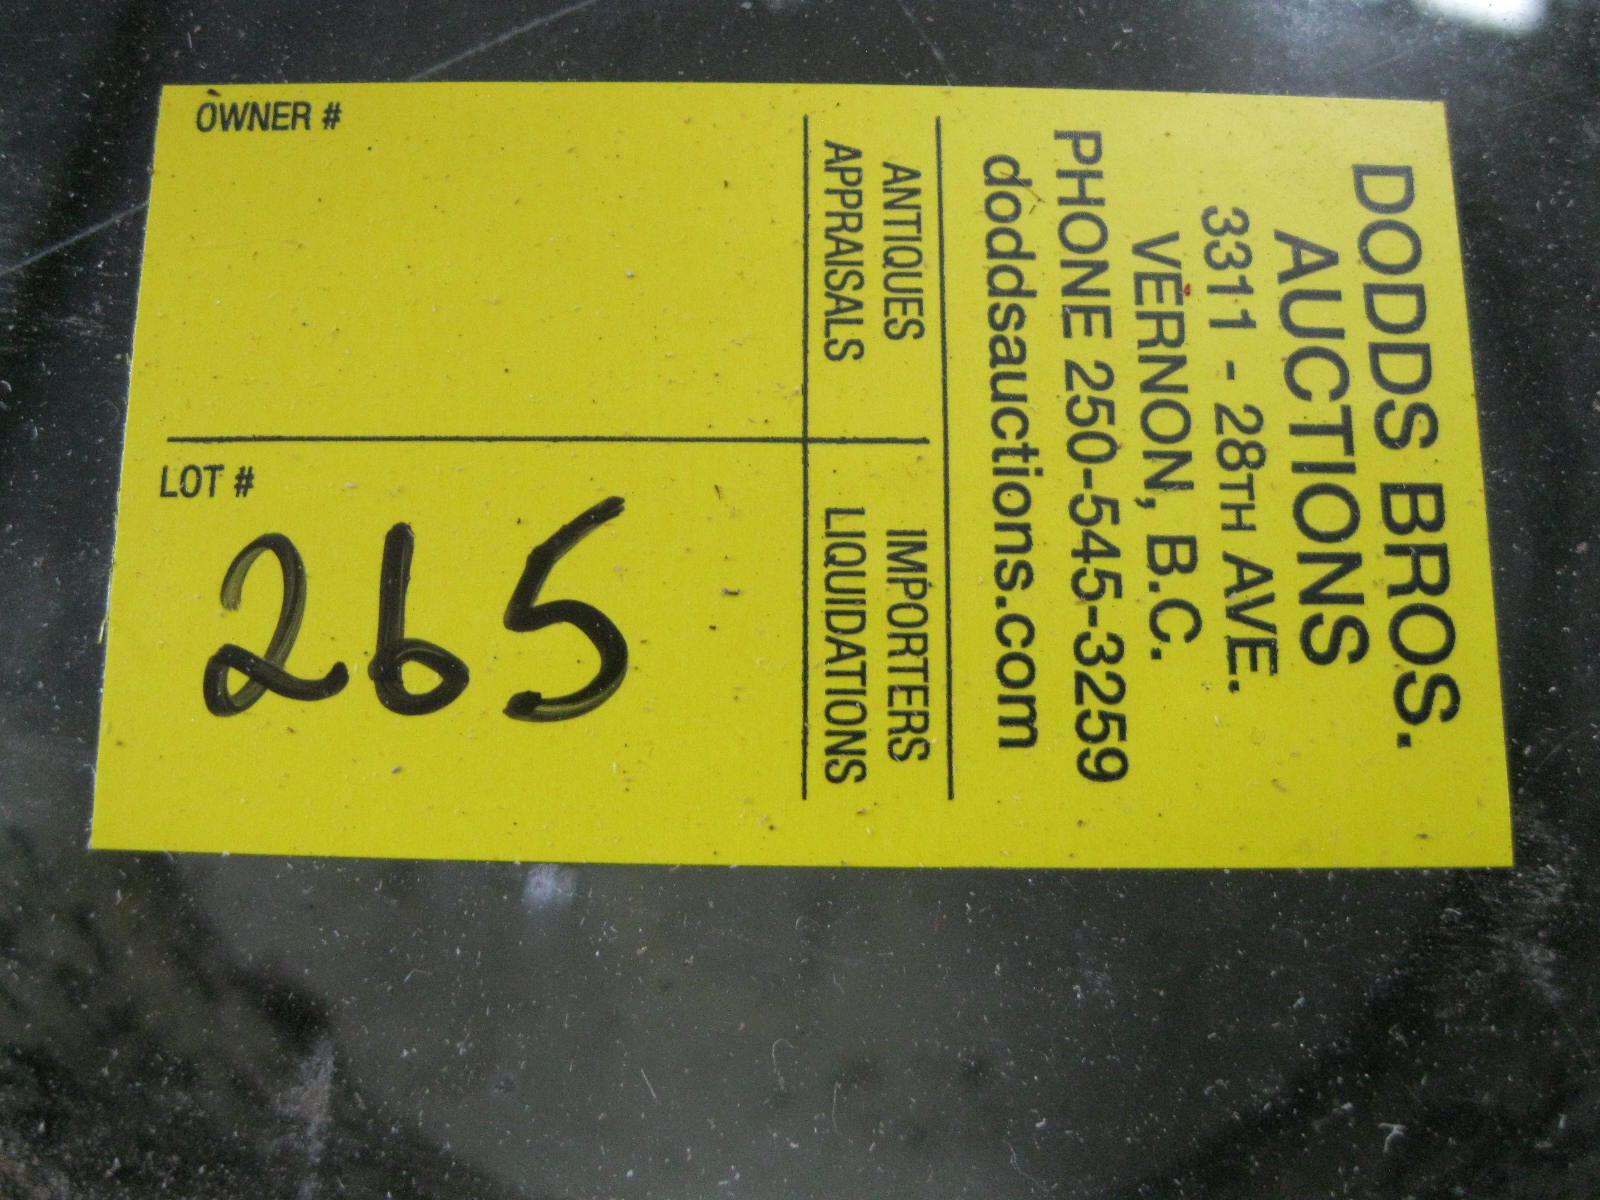 DODDS BROS.
AUCTIONS
3311 - 28TH AVE.
VERNON, B.C.
PHONE 250-545-3259
doddsauctions.com
ANTIQUES
APPRAISALS
IMPORTERS
LIQUIDATIONS
OWNER #
LOT #
265